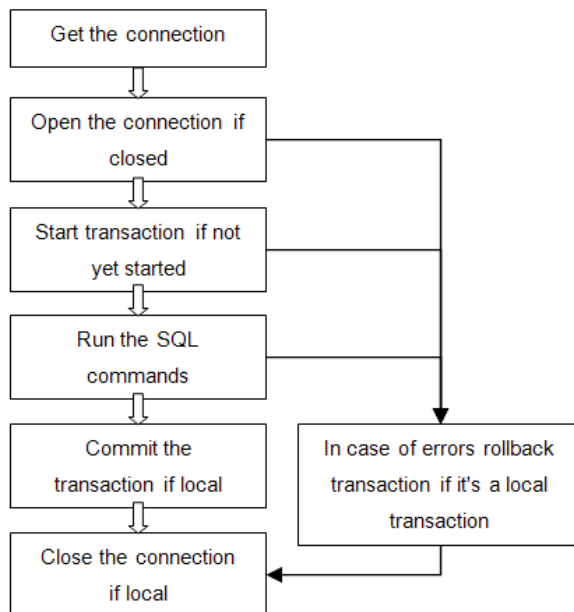 Get the connection
Open the connection if
closed
Start transaction if not
yet started
Run the SQL
commands
Commit the
transaction if local
Close the connection
if local
In case of errors rollback
transaction if it's a local
transaction